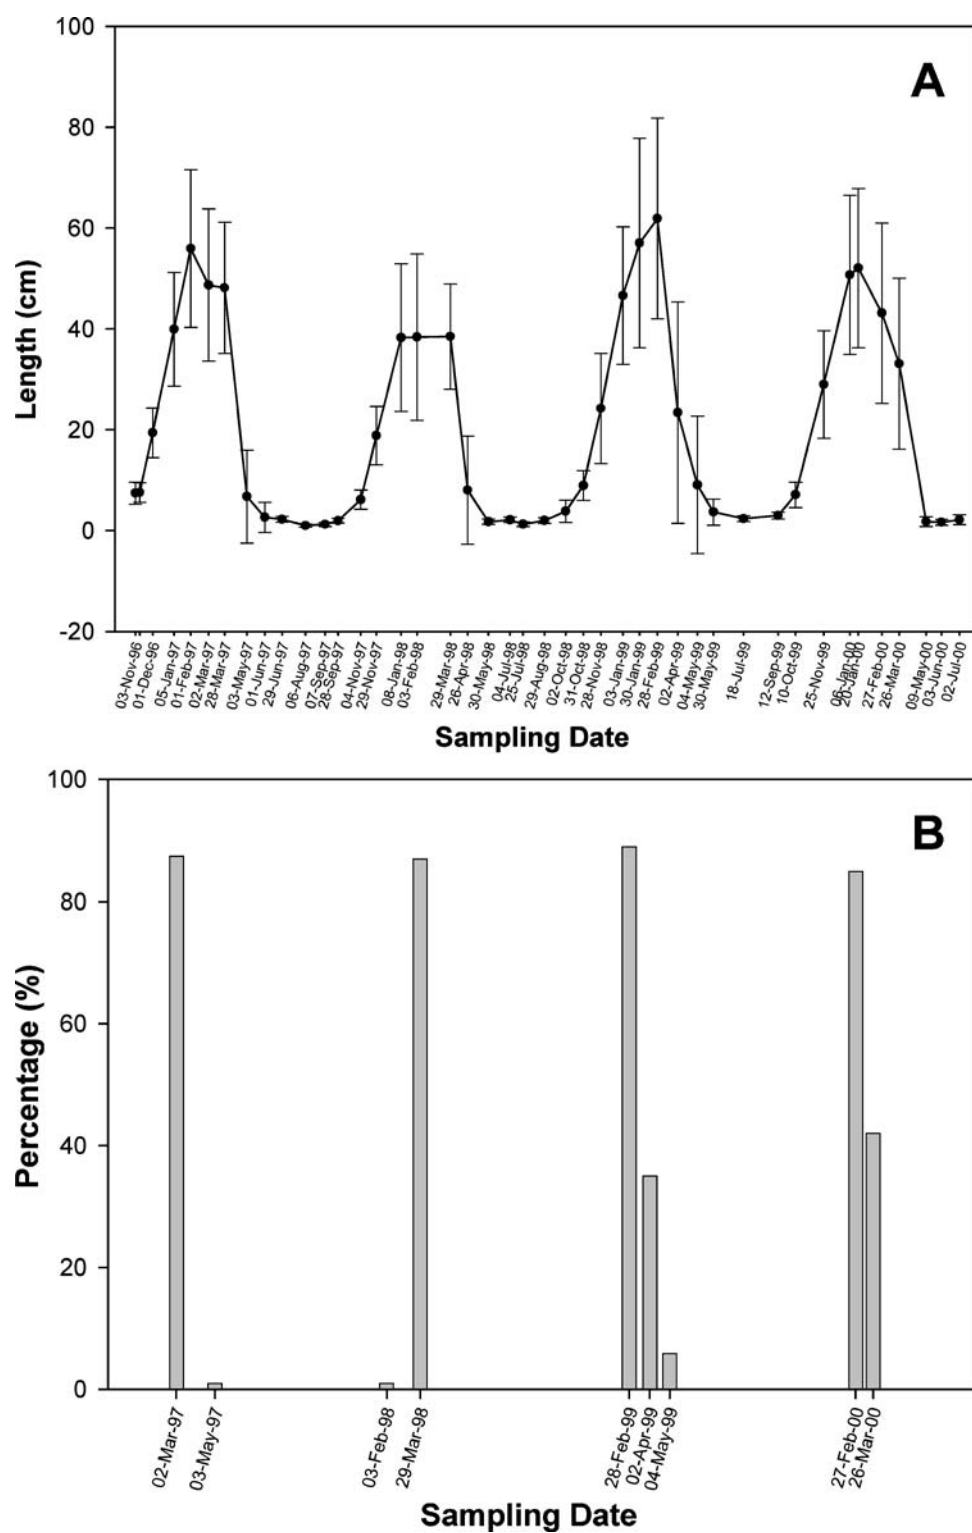 A
Length (cm)
100
80
60
40
20
0
-20
03-Nov-96
01-Dec-96
05-Jan-97
01-Feb-97
02-Mar-97
28-Mar-97
03-May-97
01-Jun-97
29-Jun-97
06-Aug-97
07-Sep-97
28-Sep-97
04-Nov-97
29-Nov-97
08-Jan-98
03-Feb-98
29-Mar-98
26-Apr-98
30-May-98
04-Jul-98
25-Jul-98
29-Aug-98
02-Oct-98
31-Oct-98
28-Nov-98
03-Jan-99
30-Jan-99
28-Feb-99
02-Apr-99
04-May-99
30-May-99
18-Jul-99
12-Sep-99
10-Oct-99
25-Nov-99
06-Jan-00
20-Jan-00
27-Feb-00
26-Mar-00
09-May-00
03-Jun-00
02-Jul-00
Sampling Date
B
Percentage (%)
100
80
60
40
20
0
02-Mar-97
03-May-97
03-Feb-98
29-Mar-98
28-Feb-99
02-Apr-99
04-May-99
27-Feb-00
26-Mar-00
Sampling Date